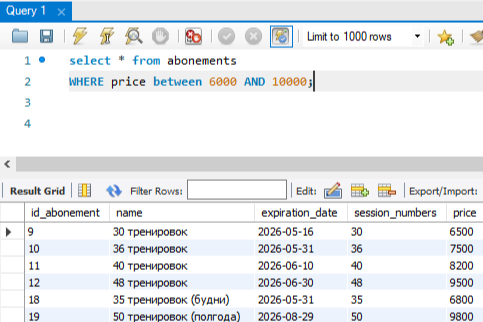 Query 1
Limit to 1000 rows
1 select * from abonements
2 WHERE price between 6000 AND 10000;
3
4
Result Grid Filter Rows: Edit: Export/Import:
id_abonement name expiration_date session_numbers price
9 30 тренировок 2026-05-16 30 6500
10 36 тренировок 2026-05-31 36 7500
11 40 тренировок 2026-06-10 40 8200
12 48 тренировок 2026-06-30 48 9500
18 35 тренировок (будни) 2026-05-31 35 6800
19 50 тренировок (полгода) 2026-08-29 50 9800